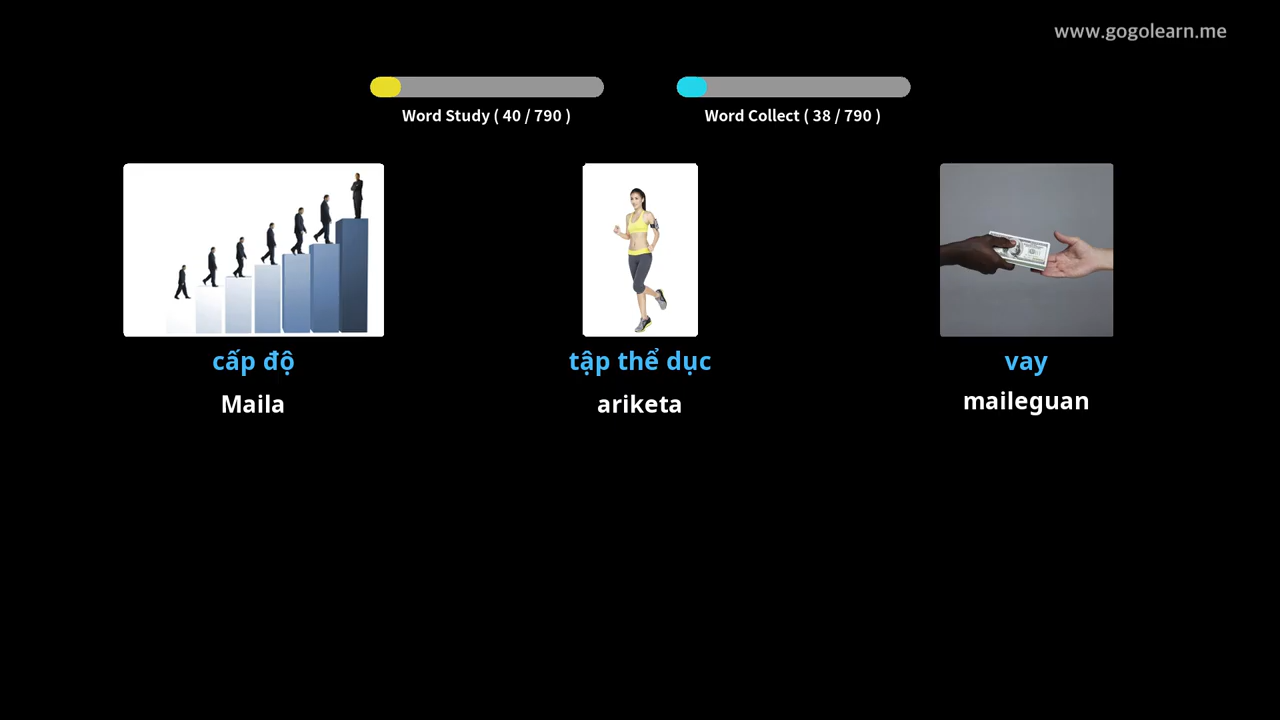 www.gogolearn.me
Word Study ( 40 / 790 )
Word Collect ( 38 / 790 )
cấp độ
Maila
tập thể dục
ariketa
vay
maileguan